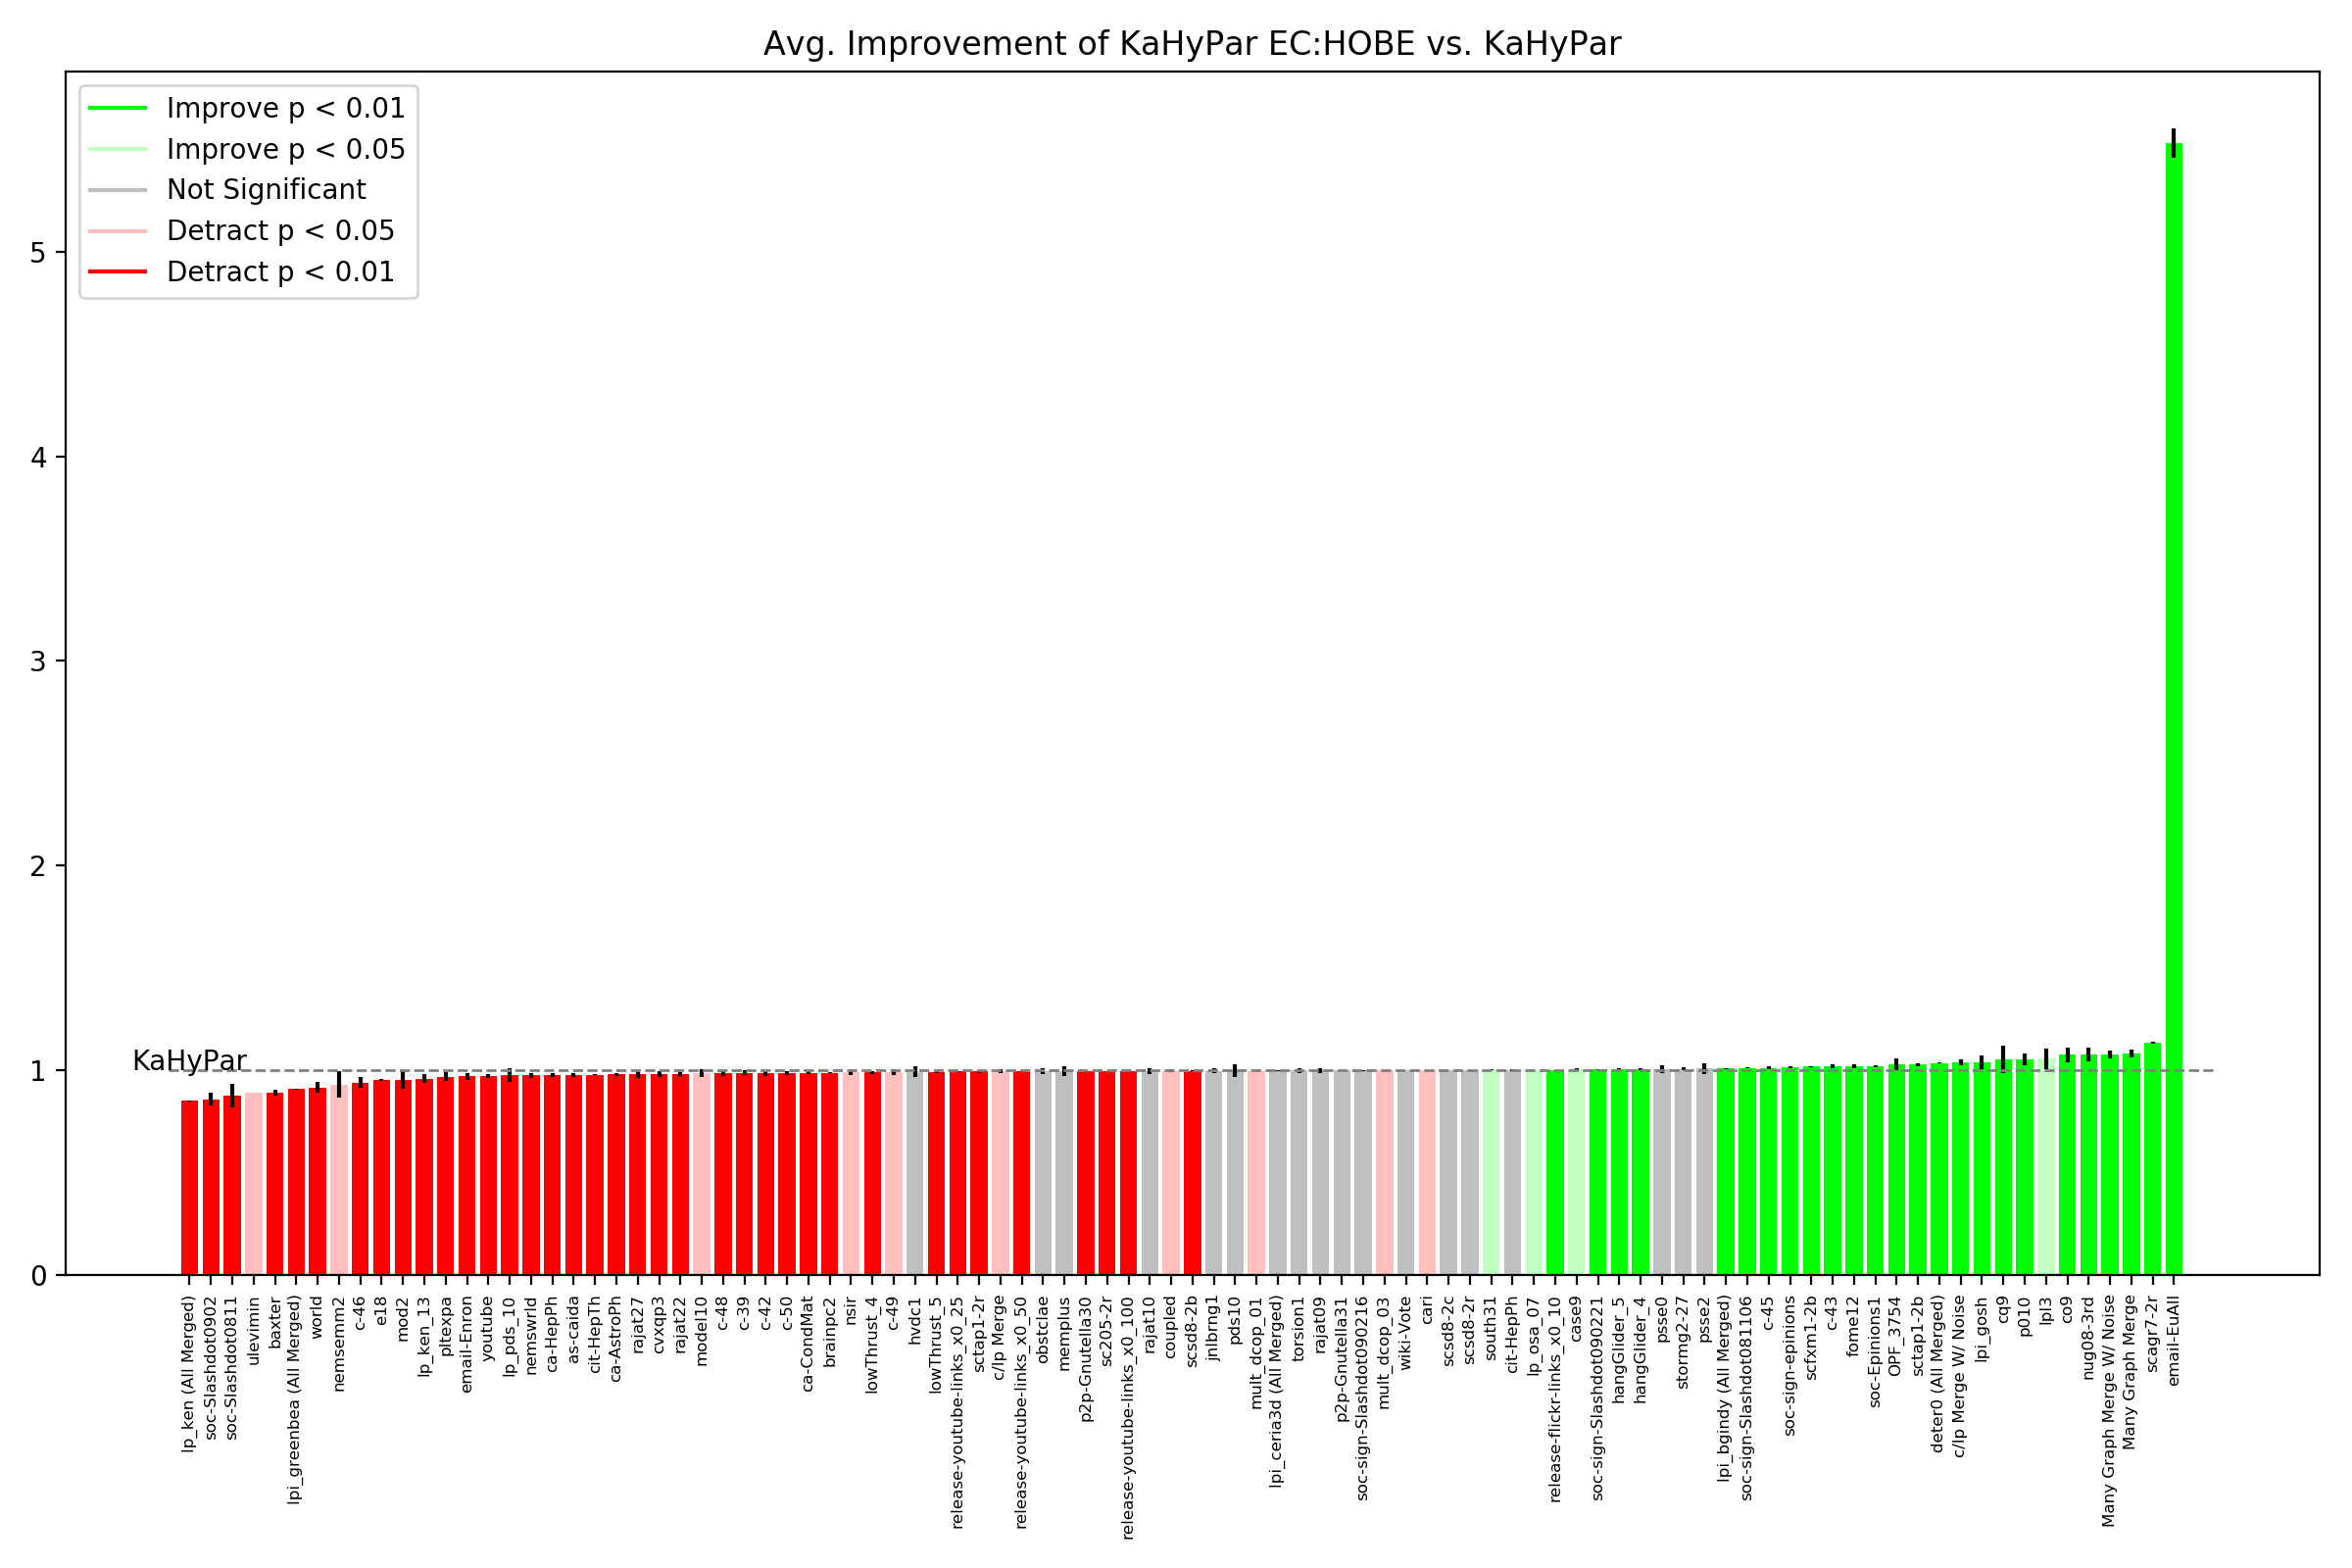 Avg. Improvement of KaHyPar EC:HOBE vs. KaHyPar
Improve p < 0.01
Improve p < 0.05
Not Significant
Detract p < 0.05
Detract p < 0.01
5
4
3
2
1
0
KaHyPar
lp_ken (All Merged)
soc-Slashdot0902
soc-Slashdot0811
ulevimin
baxter
lpi_greenbea (All Merged)
world
nemsemm2
c-46
e18
mod2
lp_ken_13
pltexpa
email-Enron
youtube
lp_pds_10
nemswrld
ca-HepPh
as-caida
cit-HepTh
ca-AstroPh
rajat27
cvxqp3
rajat22
model10
c-48
c-39
c-42
c-50
ca-CondMat
brainpc2
nsir
lowThrust_4
c-49
hvdc1
lowThrust_5
release-youtube-links_x0_25
sctap1-2r
c/lp Merge
release-youtube-links_x0_50
obstclae
memplus
p2p-Gnutella30
sc205-2r
release-youtube-links_x0_100
rajat10
coupled
scsd8-2b
jnlbrng1
pds10
mult_dcop_01
lpi_ceria3d (All Merged)
torsion1
rajat09
p2p-Gnutella31
soc-sign-Slashdot090216
mult_dcop_03
wiki-Vote
cari
scsd8-2c
scsd8-2r
south31
cit-HepPh
lp_osa_07
release-flickr-links_x0_10
case9
soc-sign-Slashdot090221
hangGlider_5
hangGlider_4
psse0
stormg2-27
psse2
lpi_bgindy (All Merged)
soc-sign-Slashdot081106
c-45
soc-sign-epinions
scfxm1-2b
c-43
fome12
soc-Epinions1
OPF_3754
sctap1-2b
deter0 (All Merged)
c/lp Merge W/ Noise
lpi_gosh
cq9
p010
lpl3
co9
nug08-3rd
Many Graph Merge W/ Noise
Many Graph Merge
scagr7-2r
email-EuAll